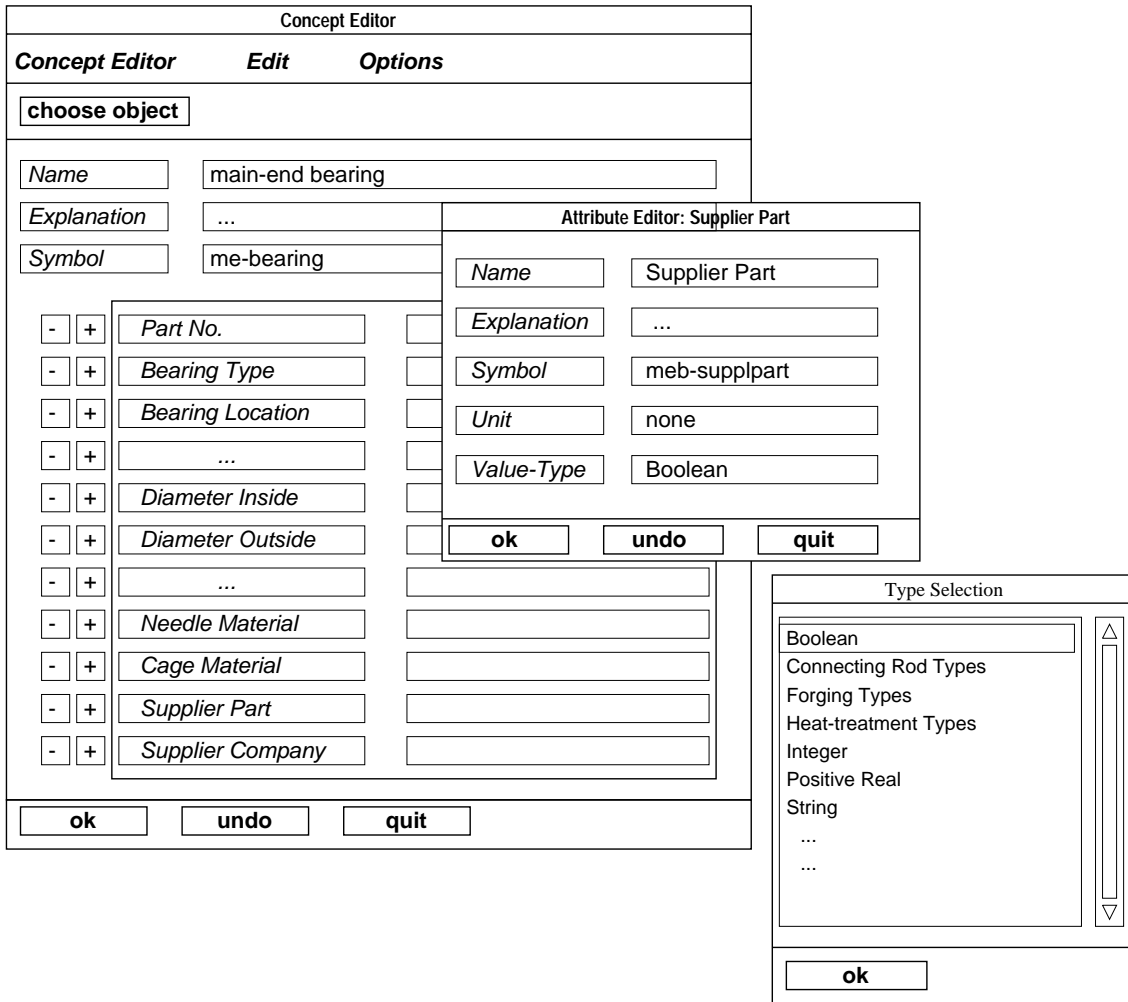 Concept Editor
Concept Editor Edit Options
choose object
Name main-end bearing
Explanation ...
Symbol me-bearing
- + Part No.
- + Bearing Type
- + Bearing Location
- + ...
- + Diameter Inside
- + Diameter Outside
- + ...
- + Needle Material
- + Cage Material
- + Supplier Part
- + Supplier Company
ok undo quit
Attribute Editor: Supplier Part
Name Supplier Part
Explanation ...
Symbol meb-supplpart
Unit none
Value-Type Boolean
ok undo quit
Type Selection
Boolean
Connecting Rod Types
Forging Types
Heat-treatment Types
Integer
Positive Real
String
...
...
ok